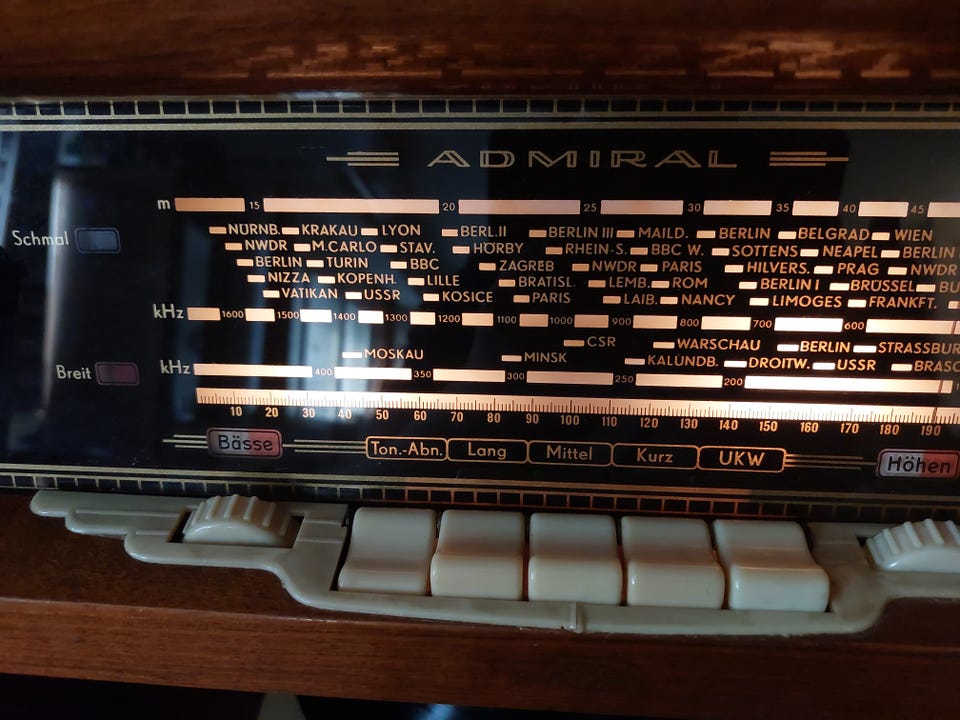 ADMIRAL
m 15 20 25 30 35 40 45
Schmal
NÜRNB. KRAKAU LYON BERL.II BERLIN III MAILD. BERLIN BELGRAD WIEN
NWDR M.CARLO STAV. HÖRBY RHEIN-S. BBC W. SOTTENS NEAPEL BERLIN
BERLIN TURIN BBC ZAGREB NWDR PARIS HILVERS. PRAG NWDR
NIZZA KOPENH. LILLE BRATISL. LEMB. ROM BERLIN I BRÜSSEL BU
VATIKAN USSR KOSICE PARIS LAIB. NANCY LIMOGES FRANKFT.
kHz 1600 1500 1400 1300 1200 1100 1000 900 800 700 600
CSR WARSCHAU BERLIN STRASSBUR
MOSKAU MINSK KALUNDB. DROITW. USSR BRASO
Breit
kHz 400 350 300 250 200
10 20 30 40 50 60 70 80 90 100 110 120 130 140 150 160 170 180 190
Bässe Ton.-Abn. Lang Mittel Kurz UKW Höhen